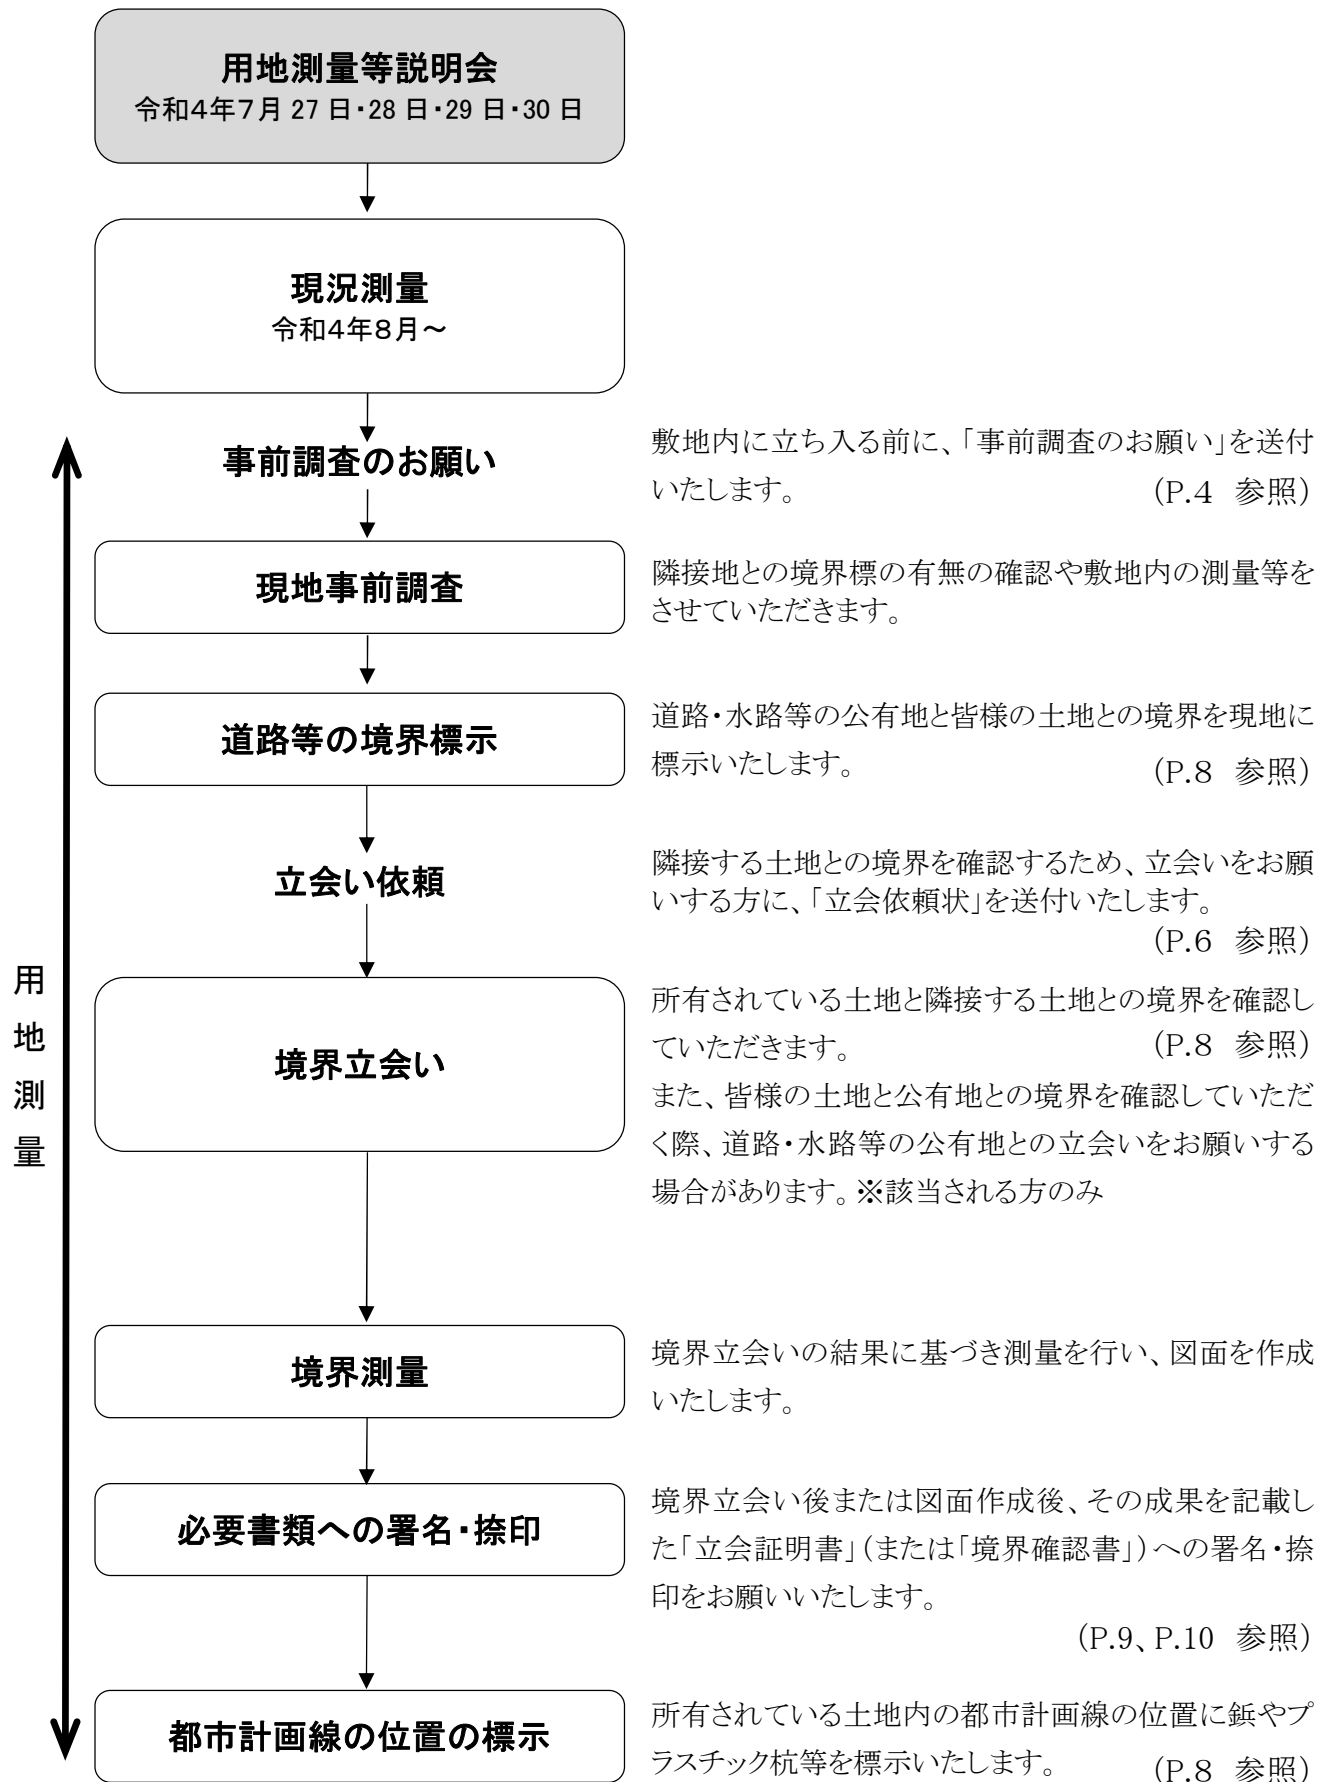 用地測量等説明会
令和4年7月 27 日・28 日・29 日・30 日
現況測量
令和4年8月～
事前調査のお願い
敷地内に立ち入る前に、「事前調査のお願い」を送付
いたします。 （P.4 参照）
現地事前調査
隣接地との境界標の有無の確認や敷地内の測量等を
させていただきます。
道路等の境界標示
道路・水路等の公有地と皆様の土地との境界を現地に
標示いたします。 （P.8 参照）
立会い依頼
隣接する土地との境界を確認するため、立会いをお願
いする方に、「立会依頼状」を送付いたします。
（P.6 参照）
用地測量
境界立会い
所有されている土地と隣接する土地との境界を確認し
ていただきます。 （P.8 参照）
また、皆様の土地と公有地との境界を確認していただ
く際、道路・水路等の公有地との立会いをお願いする
場合があります。※該当される方のみ
境界測量
境界立会いの結果に基づき測量を行い、図面を作成
いたします。
必要書類への署名・捺印
境界立会い後または図面作成後、その成果を記載し
た「立会証明書」（または「境界確認書」）への署名・捺
印をお願いいたします。
（P.9、P.10 参照）
都市計画線の位置の標示
所有されている土地内の都市計画線の位置に鋲やプ
ラスチック杭等を標示いたします。 （P.8 参照）